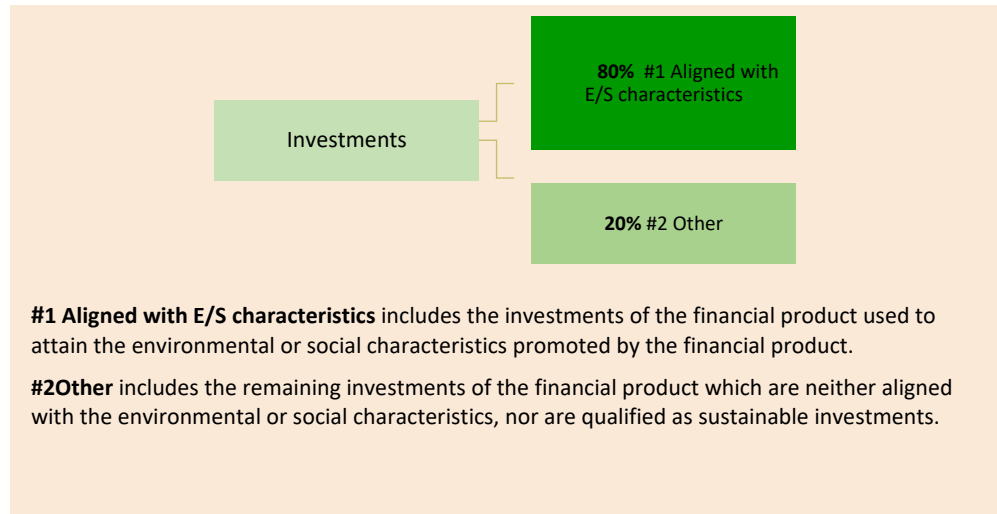 80% #1 Aligned with
E/S characteristics
Investments
20% #2 Other
#1 Aligned with E/S characteristics includes the investments of the financial product used to
attain the environmental or social characteristics promoted by the financial product.
#2Other includes the remaining investments of the financial product which are neither aligned
with the environmental or social characteristics, nor are qualified as sustainable investments.